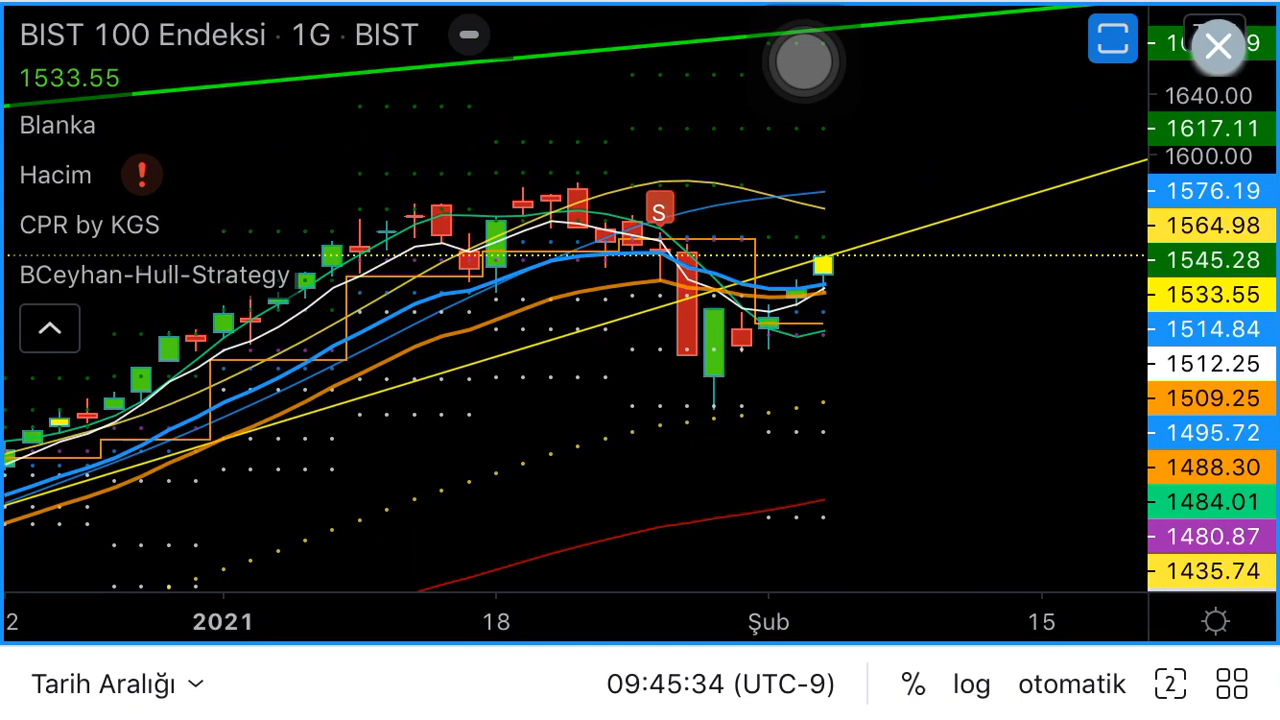 BIST 100 Endeksi · 1G · BIST
1533.55
Blanka
Hacim
CPR by KGS
BCeyhan-Hull-Strategy
S
1640.00
1617.11
1600.00
1576.19
1564.98
1545.28
1533.55
1514.84
1512.25
1509.25
1495.72
1488.30
1484.01
1480.87
1435.74
2 2021 18 Şub 15
Tarih Aralığı 09:45:34 (UTC-9) % log otomatik 2